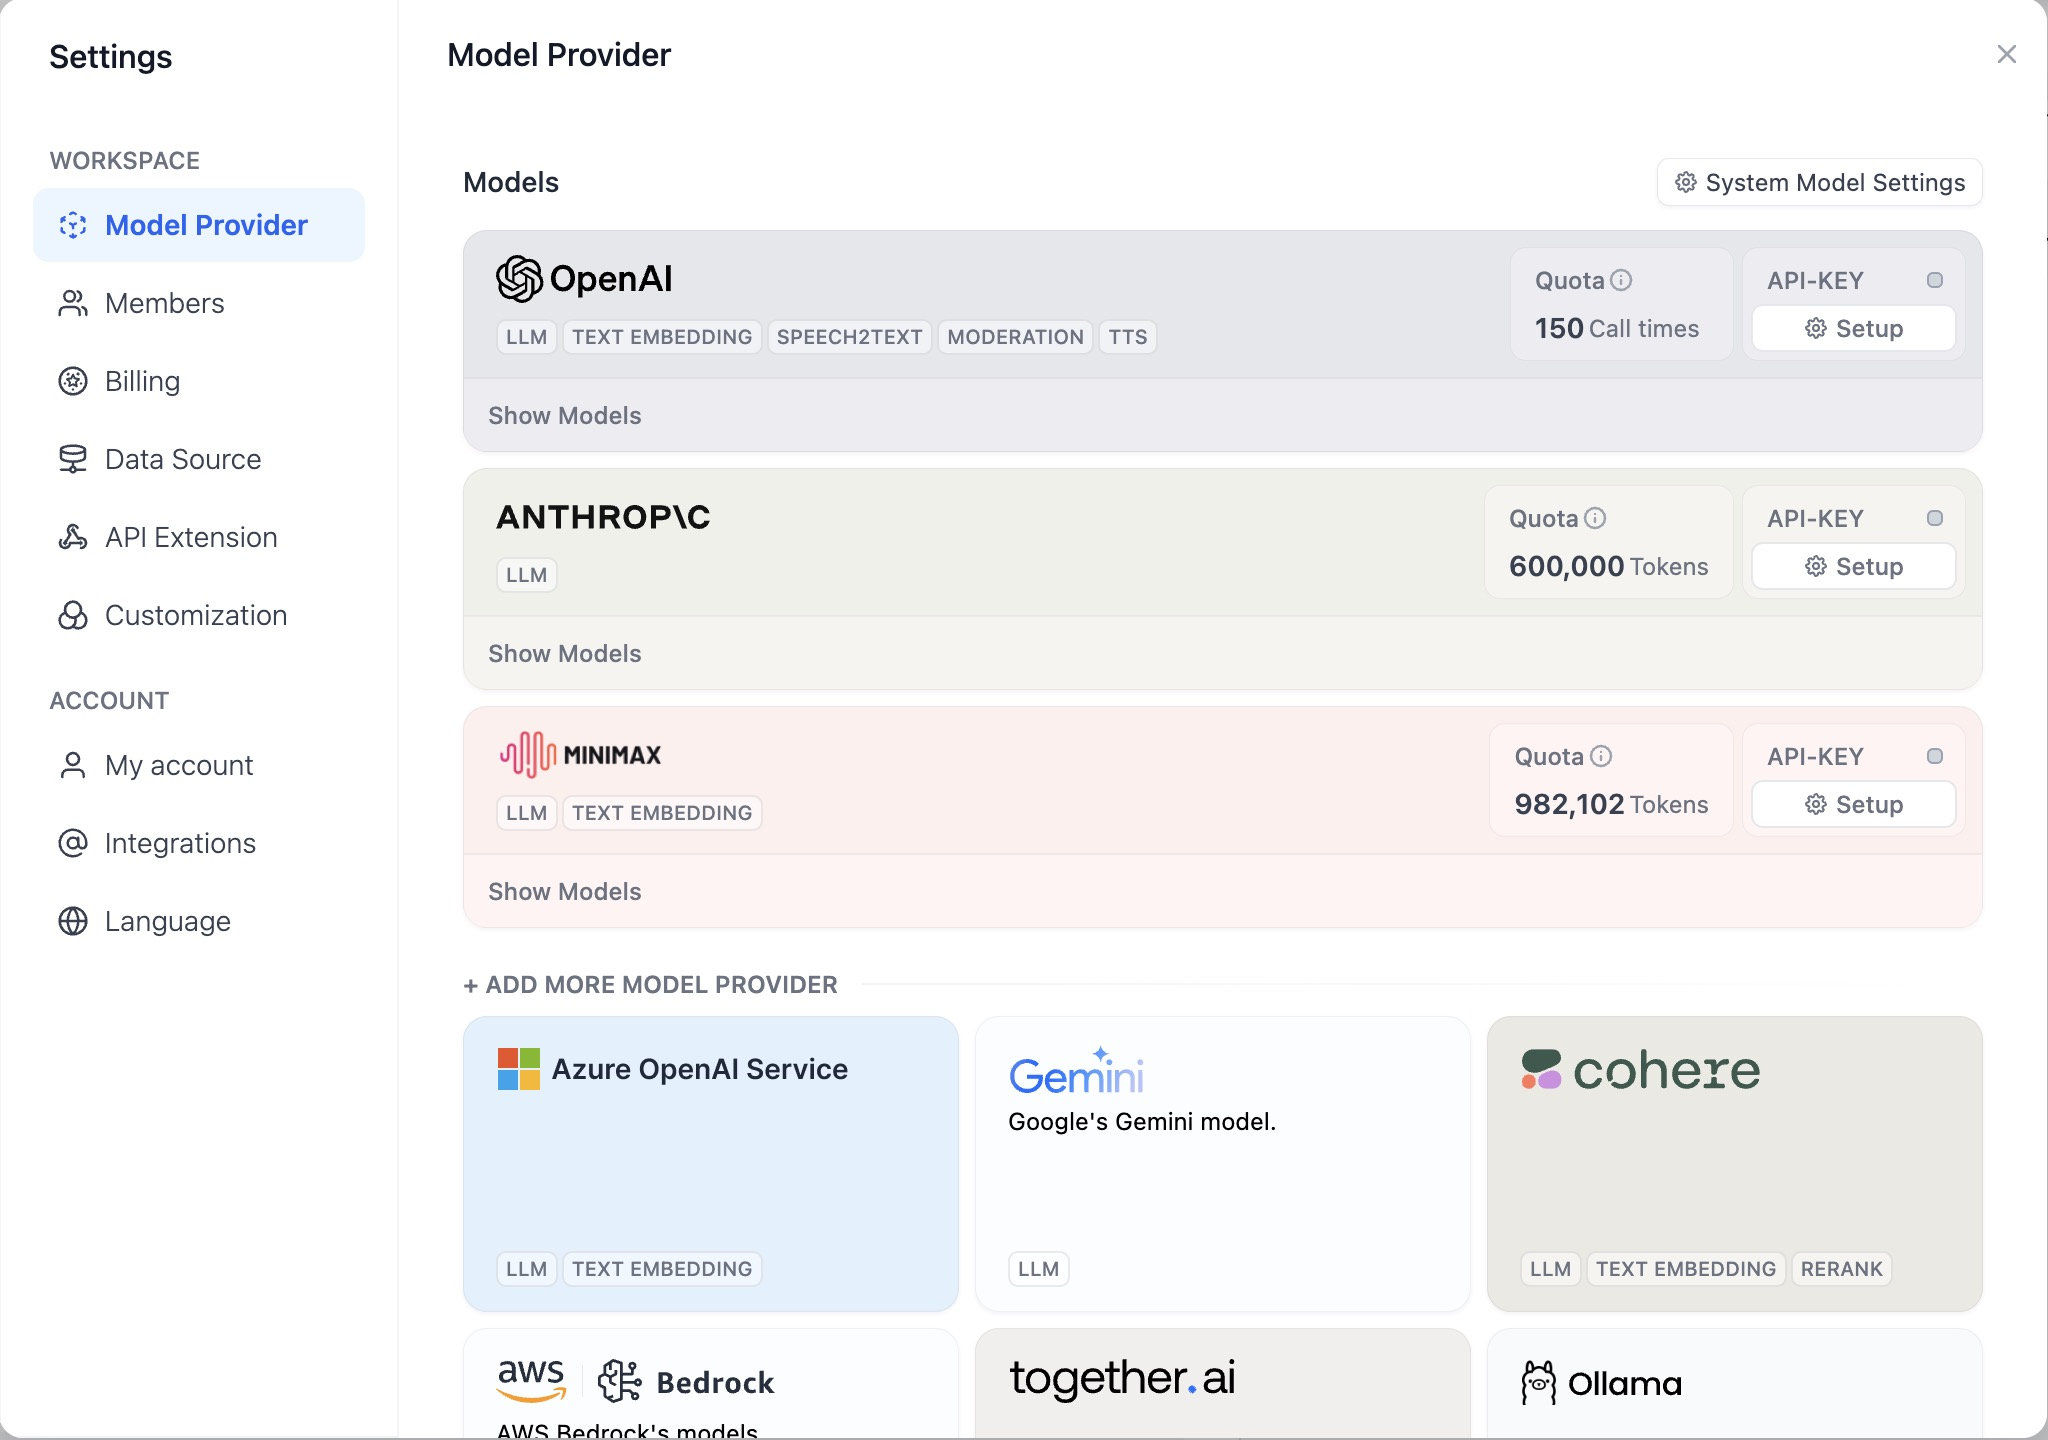 Settings
WORKSPACE
Model Provider
Members
Billing
Data Source
API Extension
Customization
ACCOUNT
My account
Integrations
Language
Model Provider
Models
System Model Settings
OpenAI
LLM TEXT EMBEDDING SPEECH2TEXT MODERATION TTS
Quota
150 Call times
API-KEY
Setup
Show Models
ANTHROP\C
LLM
Quota
600,000 Tokens
API-KEY
Setup
Show Models
MINIMAX
LLM TEXT EMBEDDING
Quota
982,102 Tokens
API-KEY
Setup
Show Models
+ ADD MORE MODEL PROVIDER
Azure OpenAI Service
LLM TEXT EMBEDDING
Gemini
Google's Gemini model.
LLM
cohere
LLM TEXT EMBEDDING RERANK
aws Bedrock
AWS Bedrock's models
together.ai
Ollama